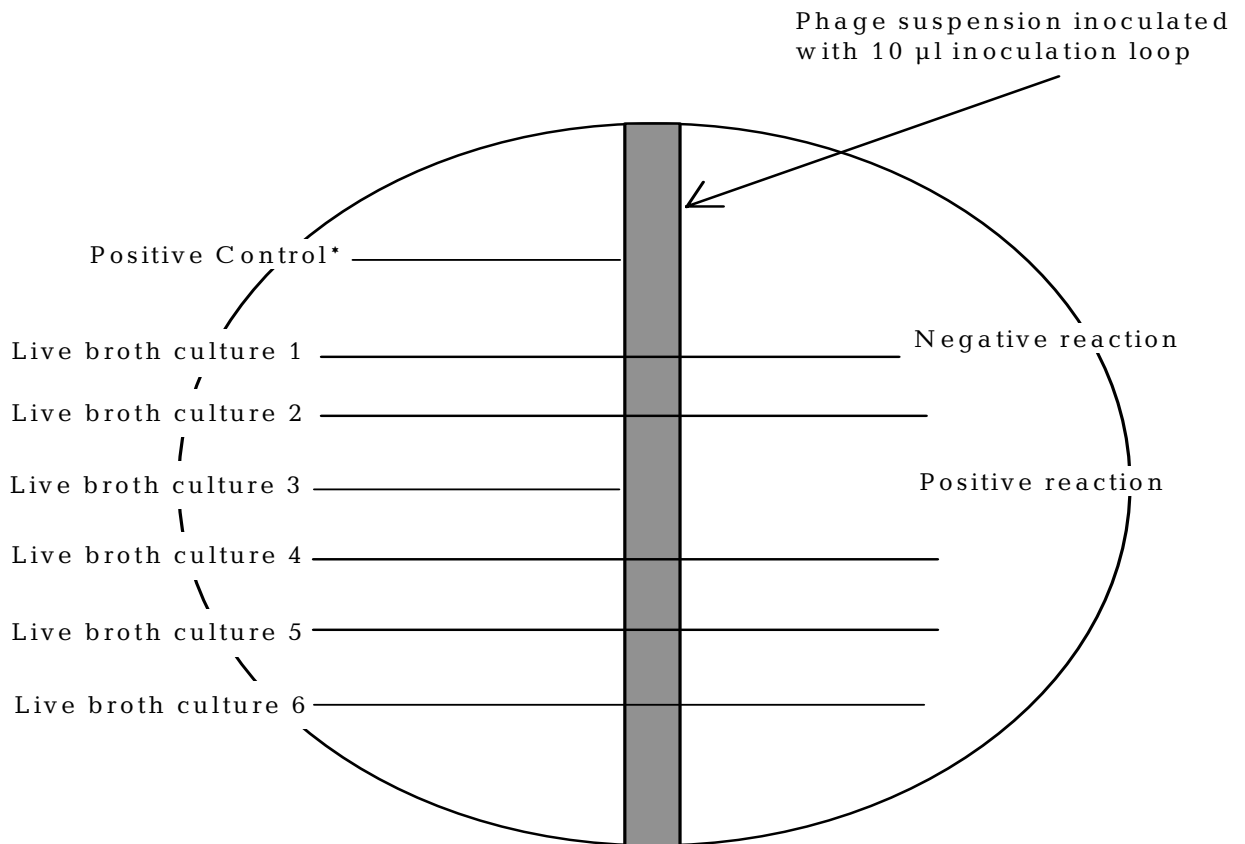 Phage suspension inoculated
with 10 µl inoculation loop
Positive Control*
Live broth culture 1
Negative reaction
Live broth culture 2
Live broth culture 3
Positive reaction
Live broth culture 4
Live broth culture 5
Live broth culture 6